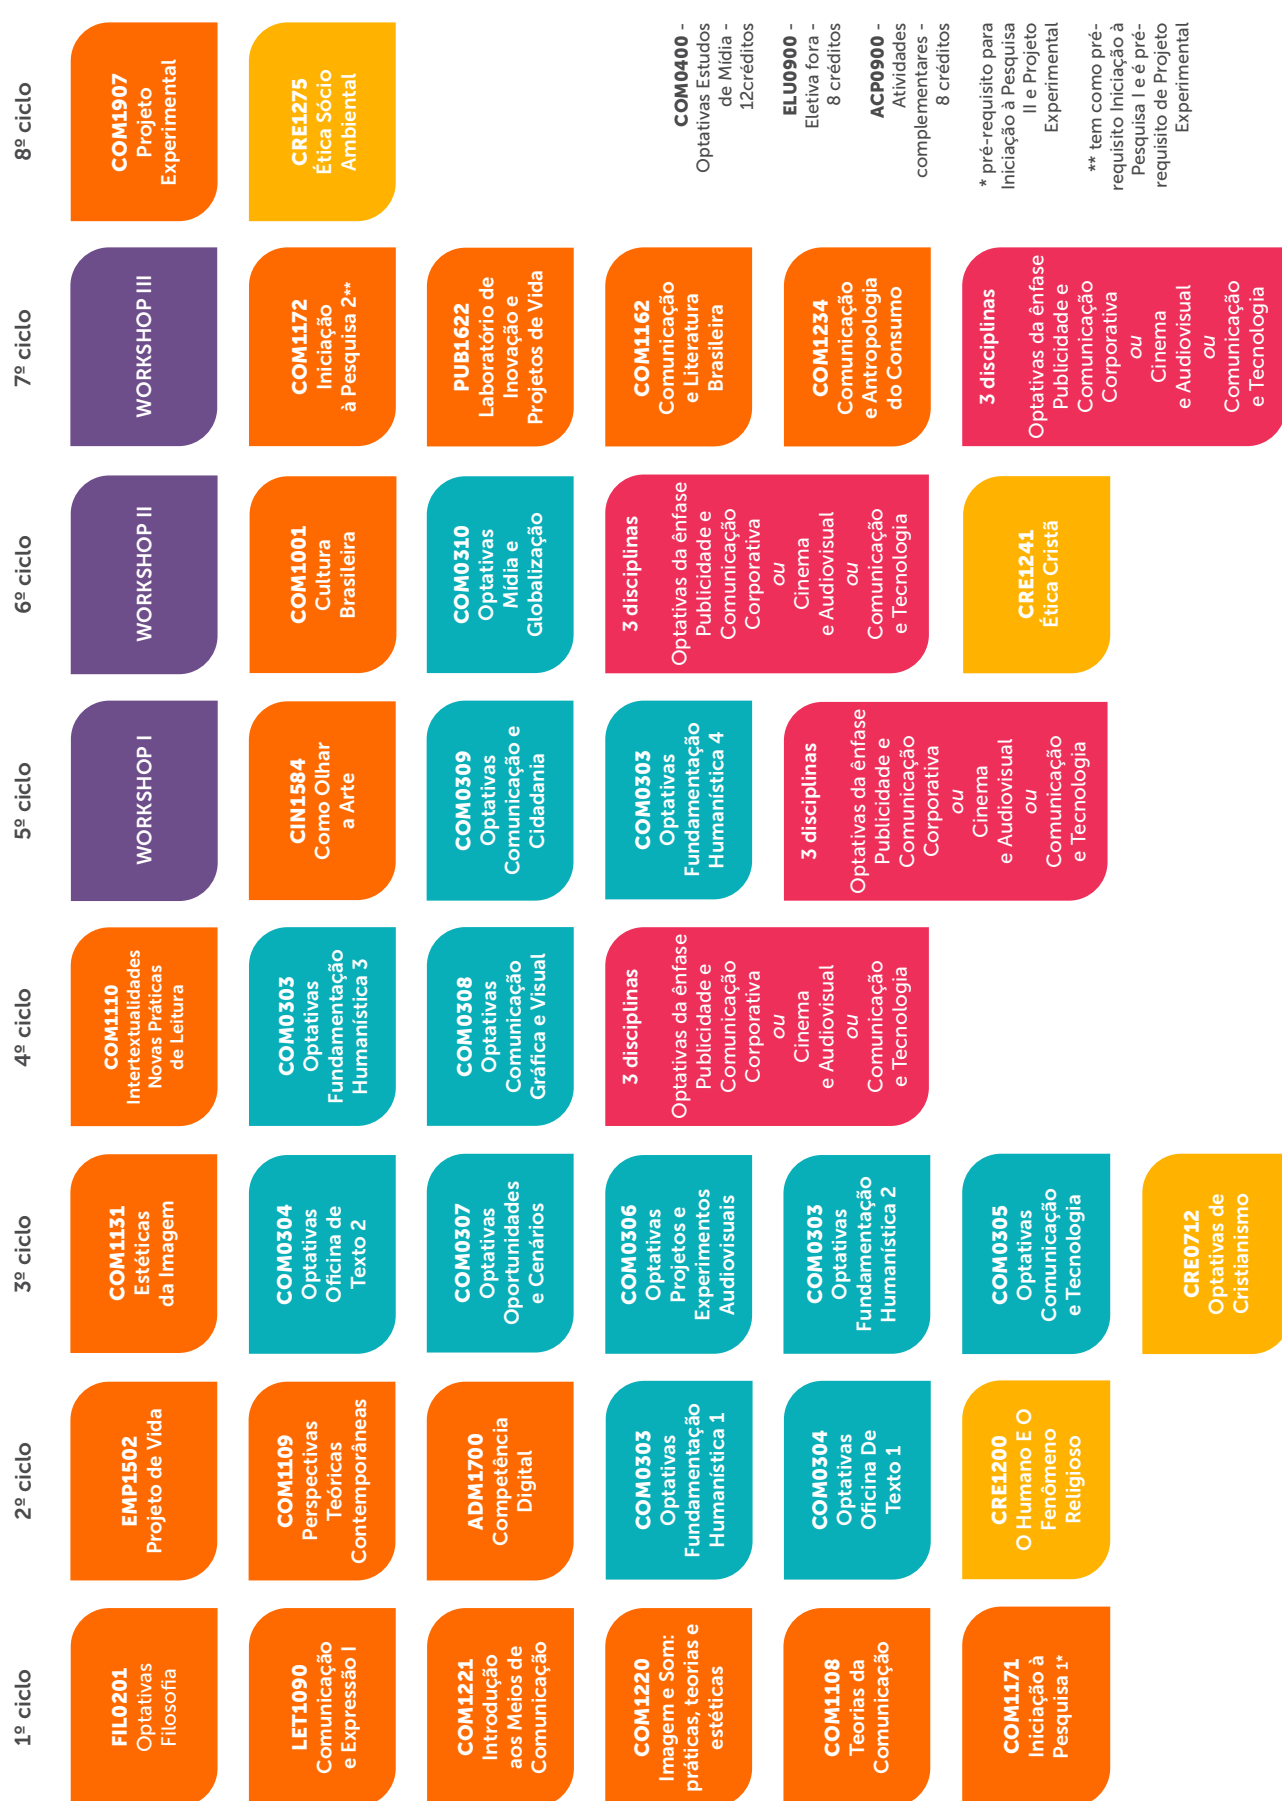 1º ciclo
FIL0201
Optativas
Filosofia
LET1090
Comunicação
e Expressão I
COM1221
Introdução
aos Meios de
Comunicação
COM1220
Imagem e Som:
práticas, teorias e
estéticas
COM1108
Teorias da
Comunicação
COM1171
Iniciação à
Pesquisa 1*
2º ciclo
EMP1502
Projeto de Vida
COM1109
Perspectivas
Teóricas
Contemporâneas
ADM1700
Competência
Digital
COM0303
Optativas
Fundamentação
Humanística 1
COM0304
Optativas
Oficina De
Texto 1
CRE1200
O Humano E O
Fenômeno
Religioso
3º ciclo
COM1131
Estéticas
da Imagem
COM0304
Optativas
Oficina de
Texto 2
COM0307
Optativas
Oportunidades
e Cenários
COM0306
Optativas
Projetos e
Experimentos
Audiovisuais
COM0303
Optativas
Fundamentação
Humanística 2
COM0305
Optativas
Comunicação
e Tecnologia
CRE0712
Optativas de
Cristianismo
4º ciclo
COM1110
Intertextualidades
Novas Práticas
de Leitura
COM0303
Optativas
Fundamentação
Humanística 3
COM0308
Optativas
Comunicação
Gráfica e Visual
3 disciplinas
Optativas da ênfase
Publicidade e
Comunicação
Corporativa
ou
Cinema
e Audiovisual
ou
Comunicação
e Tecnologia
5º ciclo
WORKSHOP I
CIN1584
Como Olhar
a Arte
COM0309
Optativas
Comunicação e
Cidadania
COM0303
Optativas
Fundamentação
Humanística 4
3 disciplinas
Optativas da ênfase
Publicidade e
Comunicação
Corporativa
ou
Cinema
e Audiovisual
ou
Comunicação
e Tecnologia
6º ciclo
WORKSHOP II
COM1001
Cultura
Brasileira
COM0310
Optativas
Mídia e
Globalização
3 disciplinas
Optativas da ênfase
Publicidade e
Comunicação
Corporativa
ou
Cinema
e Audiovisual
ou
Comunicação
e Tecnologia
CRE1241
Ética Cristã
7º ciclo
WORKSHOP III
COM1172
Iniciação
à Pesquisa 2**
PUB1622
Laboratório de
Inovação e
Projetos de Vida
COM1162
Comunicação
e Literatura
Brasileira
COM1234
Comunicação
e Antropologia
do Consumo
3 disciplinas
Optativas da ênfase
Publicidade e
Comunicação
Corporativa
ou
Cinema
e Audiovisual
ou
Comunicação
e Tecnologia
8º ciclo
COM1907
Projeto
Experimental
CRE1275
Ética Sócio
Ambiental
COM0400 -
Optativas Estudos
de Mídia -
12créditos
ELU0900 -
Eletiva fora -
8 créditos
ACP0900 -
Atividades
complementares -
8 créditos
* pré-requisito para
Iniciação à Pesquisa
II e Projeto
Experimental
** tem como pré-
requisito Iniciação à
Pesquisa I e é pré-
requisito de Projeto
Experimental